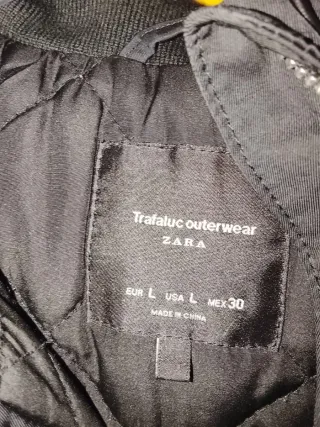 Trafaluc outerwear
ZARA
EUR L USA L MEX 30
MADE IN CHINA